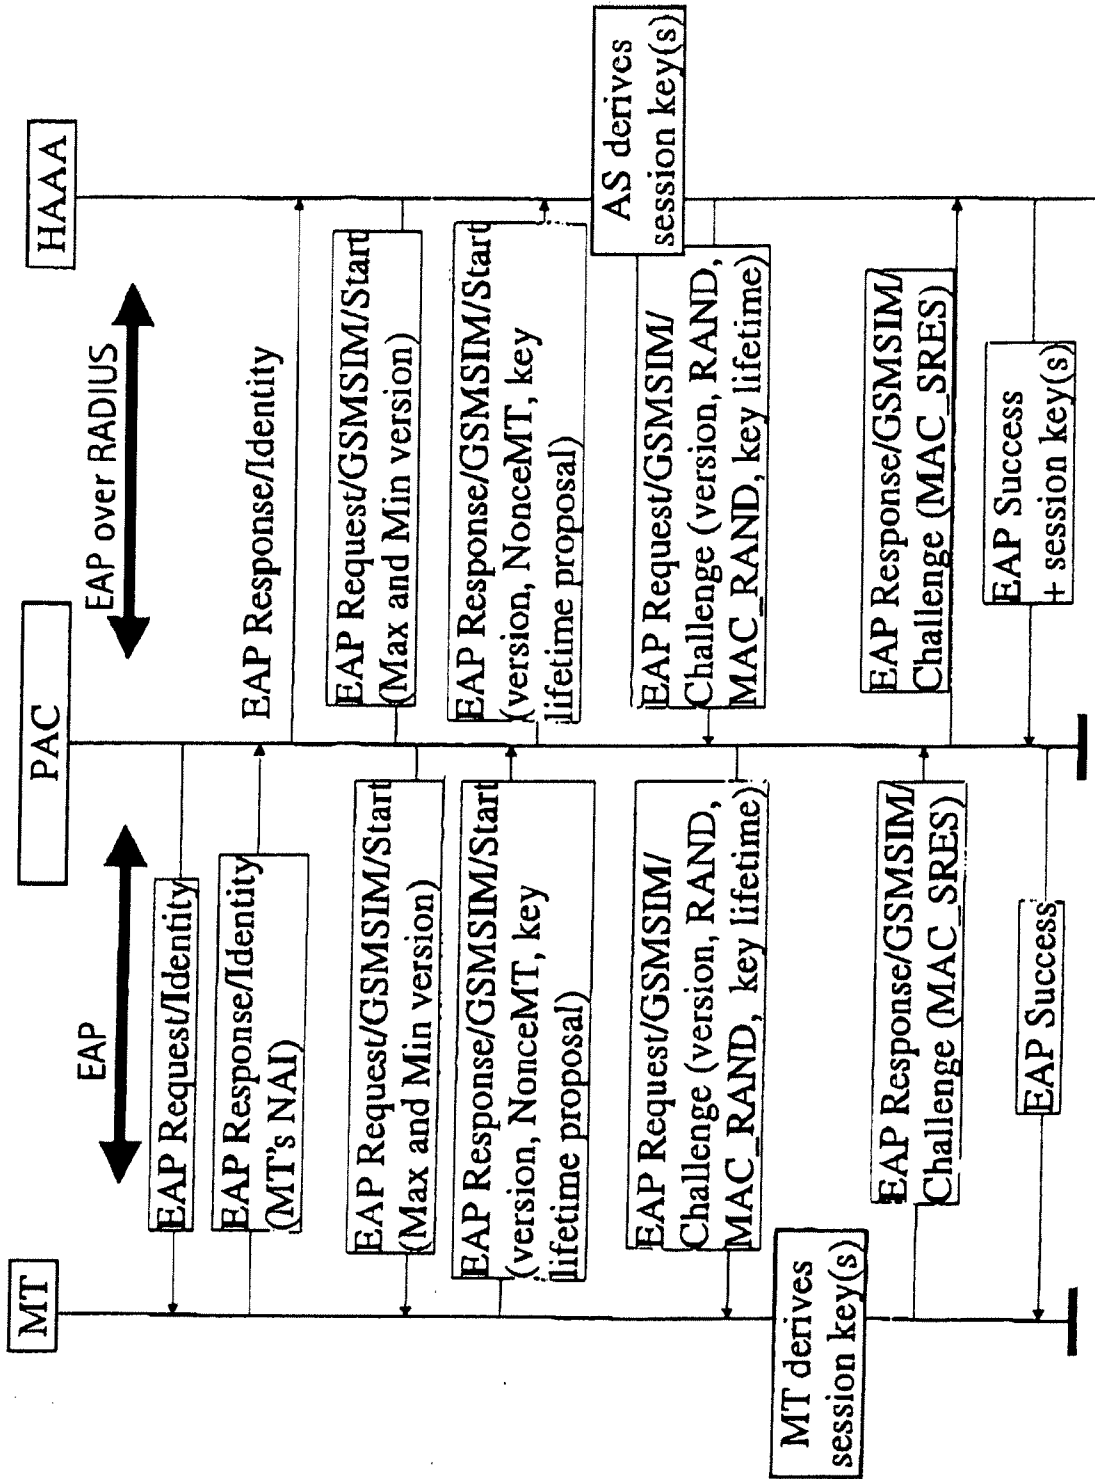 MT
PAC
HAAA
EAP
EAP over RADIUS
EAP Request/Identity
EAP Response/Identity
(MT's NAI)
EAP Response/Identity
EAP Request/GSMSIM/Start
(Max and Min version)
EAP Request/GSMSIM/Start
(Max and Min version)
EAP Response/GSMSIM/Start
(version, NonceMT, key
lifetime proposal)
EAP Response/GSMSIM/Start
(version, NonceMT, key
lifetime proposal)
AS derives
session key(s)
EAP Request/GSMSIM/
Challenge (version, RAND,
MAC_RAND, key lifetime)
EAP Request/GSMSIM/
Challenge (version, RAND,
MAC_RAND, key lifetime)
MT derives
session key(s)
EAP Response/GSMSIM/
Challenge (MAC_SRES)
EAP Response/GSMSIM/
Challenge (MAC_SRES)
EAP Success
+ session key(s)
EAP Success